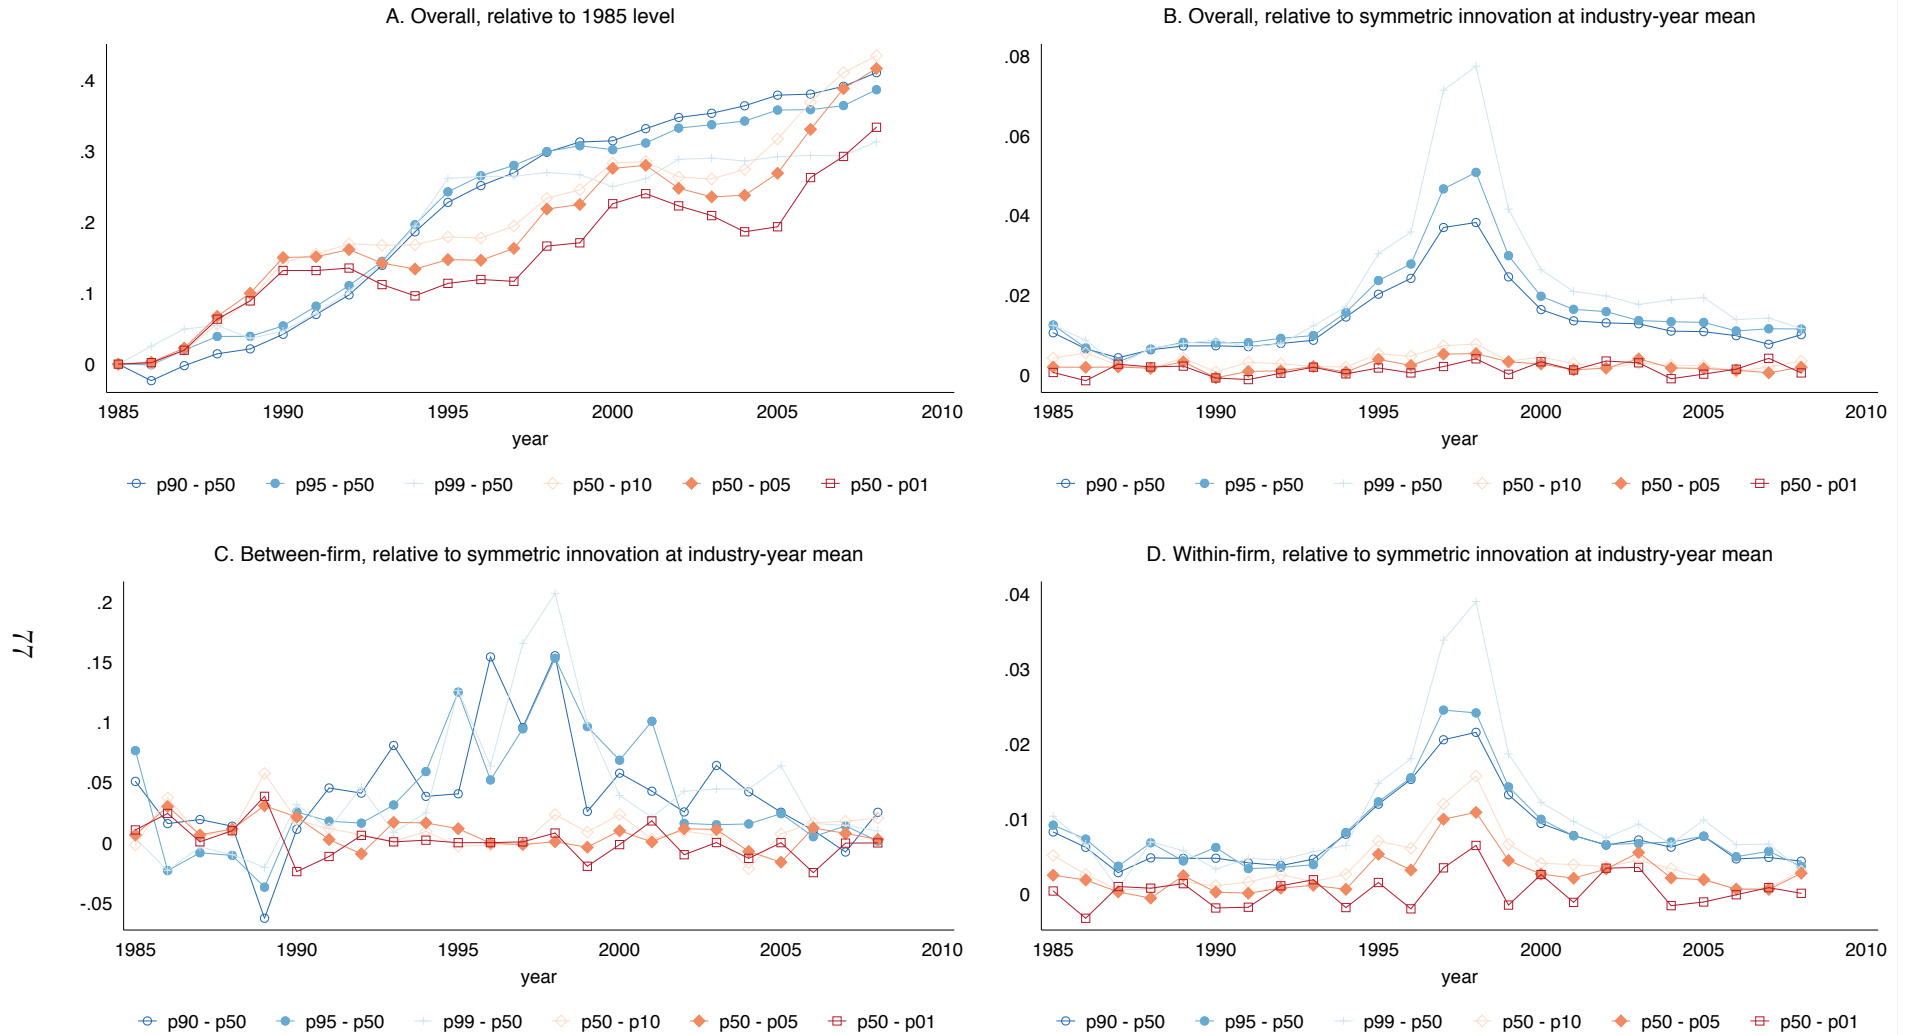 A. Overall, relative to 1985 level
.4
.3
.2
.1
0
1985 1990 1995 2000 2005 2010
year
p90 - p50 p95 - p50 p99 - p50 p50 - p10 p50 - p05 p50 - p01
B. Overall, relative to symmetric innovation at industry-year mean
.08
.06
.04
.02
0
1985 1990 1995 2000 2005 2010
year
p90 - p50 p95 - p50 p99 - p50 p50 - p10 p50 - p05 p50 - p01
77
C. Between-firm, relative to symmetric innovation at industry-year mean
.2
.15
.1
.05
0
-.05
1985 1990 1995 2000 2005 2010
year
p90 - p50 p95 - p50 p99 - p50 p50 - p10 p50 - p05 p50 - p01
D. Within-firm, relative to symmetric innovation at industry-year mean
.04
.03
.02
.01
0
1985 1990 1995 2000 2005 2010
year
p90 - p50 p95 - p50 p99 - p50 p50 - p10 p50 - p05 p50 - p01